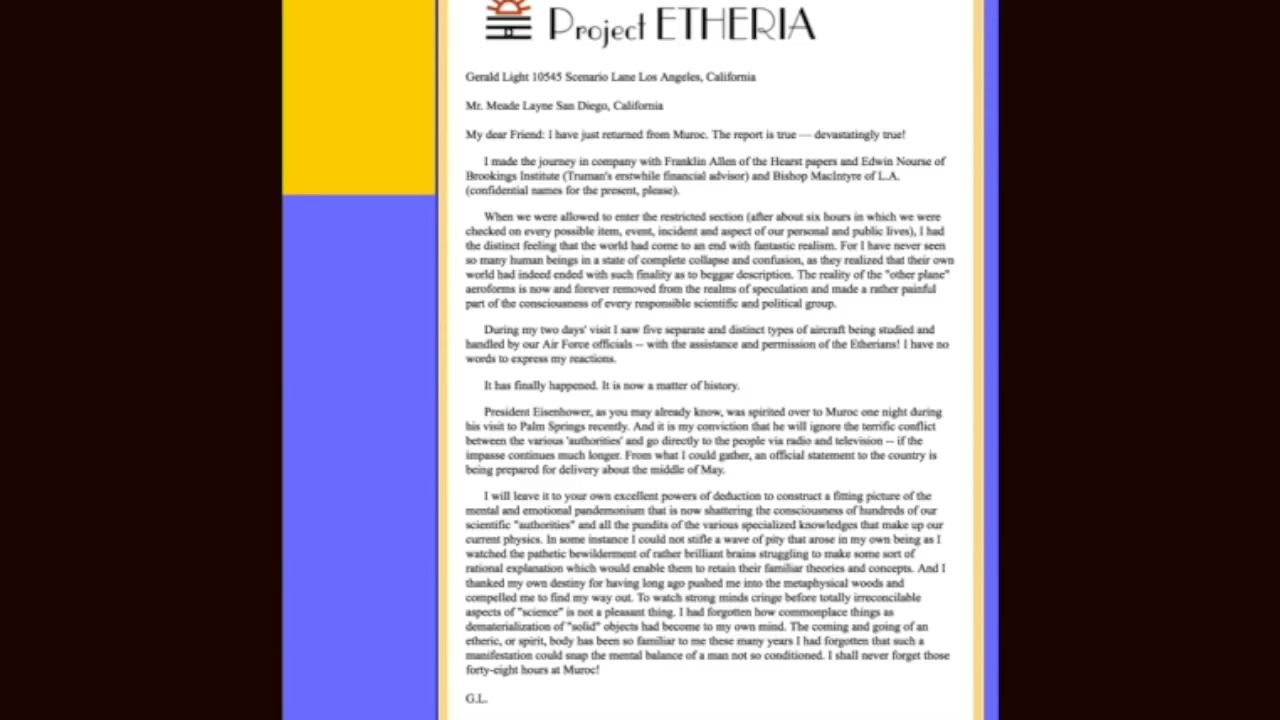 Project ETHERIA
Gerald Light 10545 Scenario Lane Los Angeles, California
Mr. Meade Layne San Diego, California
My dear Friend: I have just returned from Muroc. The report is true — devastatingly true!
I made the journey in company with Franklin Allen of the Hearst papers and Edwin Nourse of
Brookings Institute (Truman's erstwhile financial advisor) and Bishop MacIntyre of L.A.
(confidential names for the present, please).
When we were allowed to enter the restricted section (after about six hours in which we were
checked on every possible item, event, incident and aspect of our personal and public lives), I had
the distinct feeling that the world had come to an end with fantastic realism. For I have never seen
so many human beings in a state of complete collapse and confusion, as they realized that their own
world had indeed ended with such finality as to beggar description. The reality of the "other plane"
aeroforms is now and forever removed from the realms of speculation and made a rather painful
part of the consciousness of every responsible scientific and political group.
During my two days' visit I saw five separate and distinct types of aircraft being studied and
handled by our Air Force officials -- with the assistance and permission of the Etherians! I have no
words to express my reactions.
It has finally happened. It is now a matter of history.
President Eisenhower, as you may already know, was spirited over to Muroc one night during
his visit to Palm Springs recently. And it is my conviction that he will ignore the terrific conflict
between the various 'authorities' and go directly to the people via radio and television -- if the
impasse continues much longer. From what I could gather, an official statement to the country is
being prepared for delivery about the middle of May.
I will leave it to your own excellent powers of deduction to construct a fitting picture of the
mental and emotional pandemonium that is now shattering the consciousness of hundreds of our
scientific "authorities" and all the pundits of the various specialized knowledges that make up our
current physics. In some instance I could not stifle a wave of pity that arose in my own being as I
watched the pathetic bewilderment of rather brilliant brains struggling to make some sort of
rational explanation which would enable them to retain their familiar theories and concepts. And I
thanked my own destiny for having long ago pushed me into the metaphysical woods and
compelled me to find my way out. To watch strong minds cringe before totally irreconcilable
aspects of "science" is not a pleasant thing. I had forgotten how commonplace things as
dematerialization of "solid" objects had become to my own mind. The coming and going of an
etheric, or spirit, body has been so familiar to me these many years I had forgotten that such a
manifestation could snap the mental balance of a man not so conditioned. I shall never forget those
forty-eight hours at Muroc!
G.L.